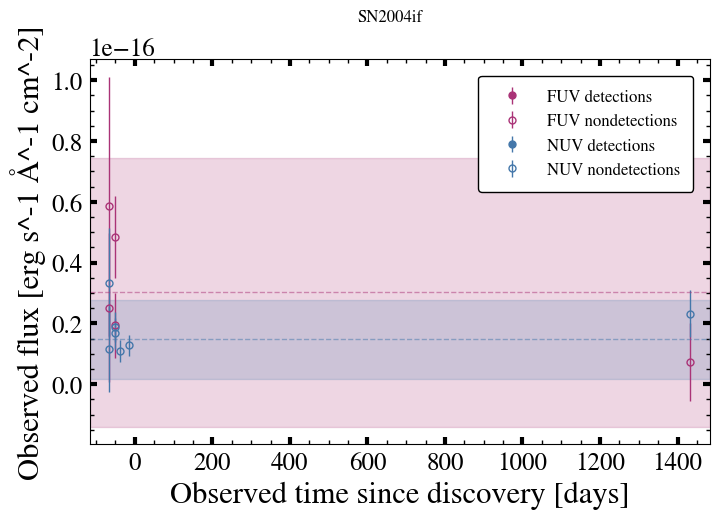 SN2004if
1e−16
Observed flux [erg s^-1 Å^-1 cm^-2]
1.0
0.8
0.6
0.4
0.2
0.0
FUV detections
FUV nondetections
NUV detections
NUV nondetections
0 200 400 600 800 1000 1200 1400
Observed time since discovery [days]